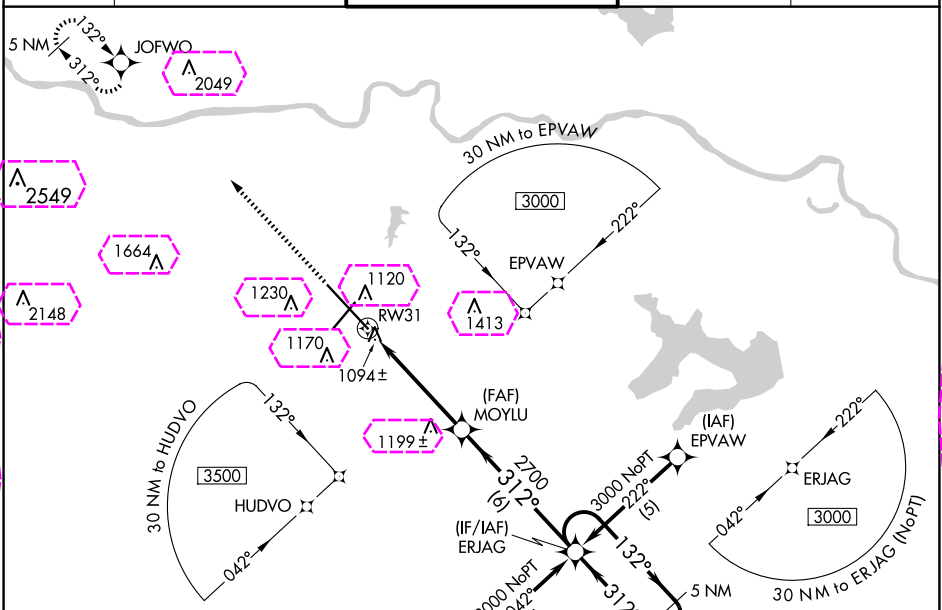 5 NM
132°
312°
JOFWO
2049
2549
30 NM to EPVAW
3000
132°
222°
EPVAW
1664
2148
1230
1120
1413
RW31
1170
1094±
(FAF)
MOYLU
1199±
30 NM to HUDVO
132°
3500
HUDVO
042°
2700
312°
(6)
(IAF)
EPVAW
3000 NoPT
222°
(5)
222°
ERJAG
042°
3000
30 NM to ERJAG (NoPT)
(IF/IAF)
ERJAG
132°
5 NM
3000 NoPT
042°
312°